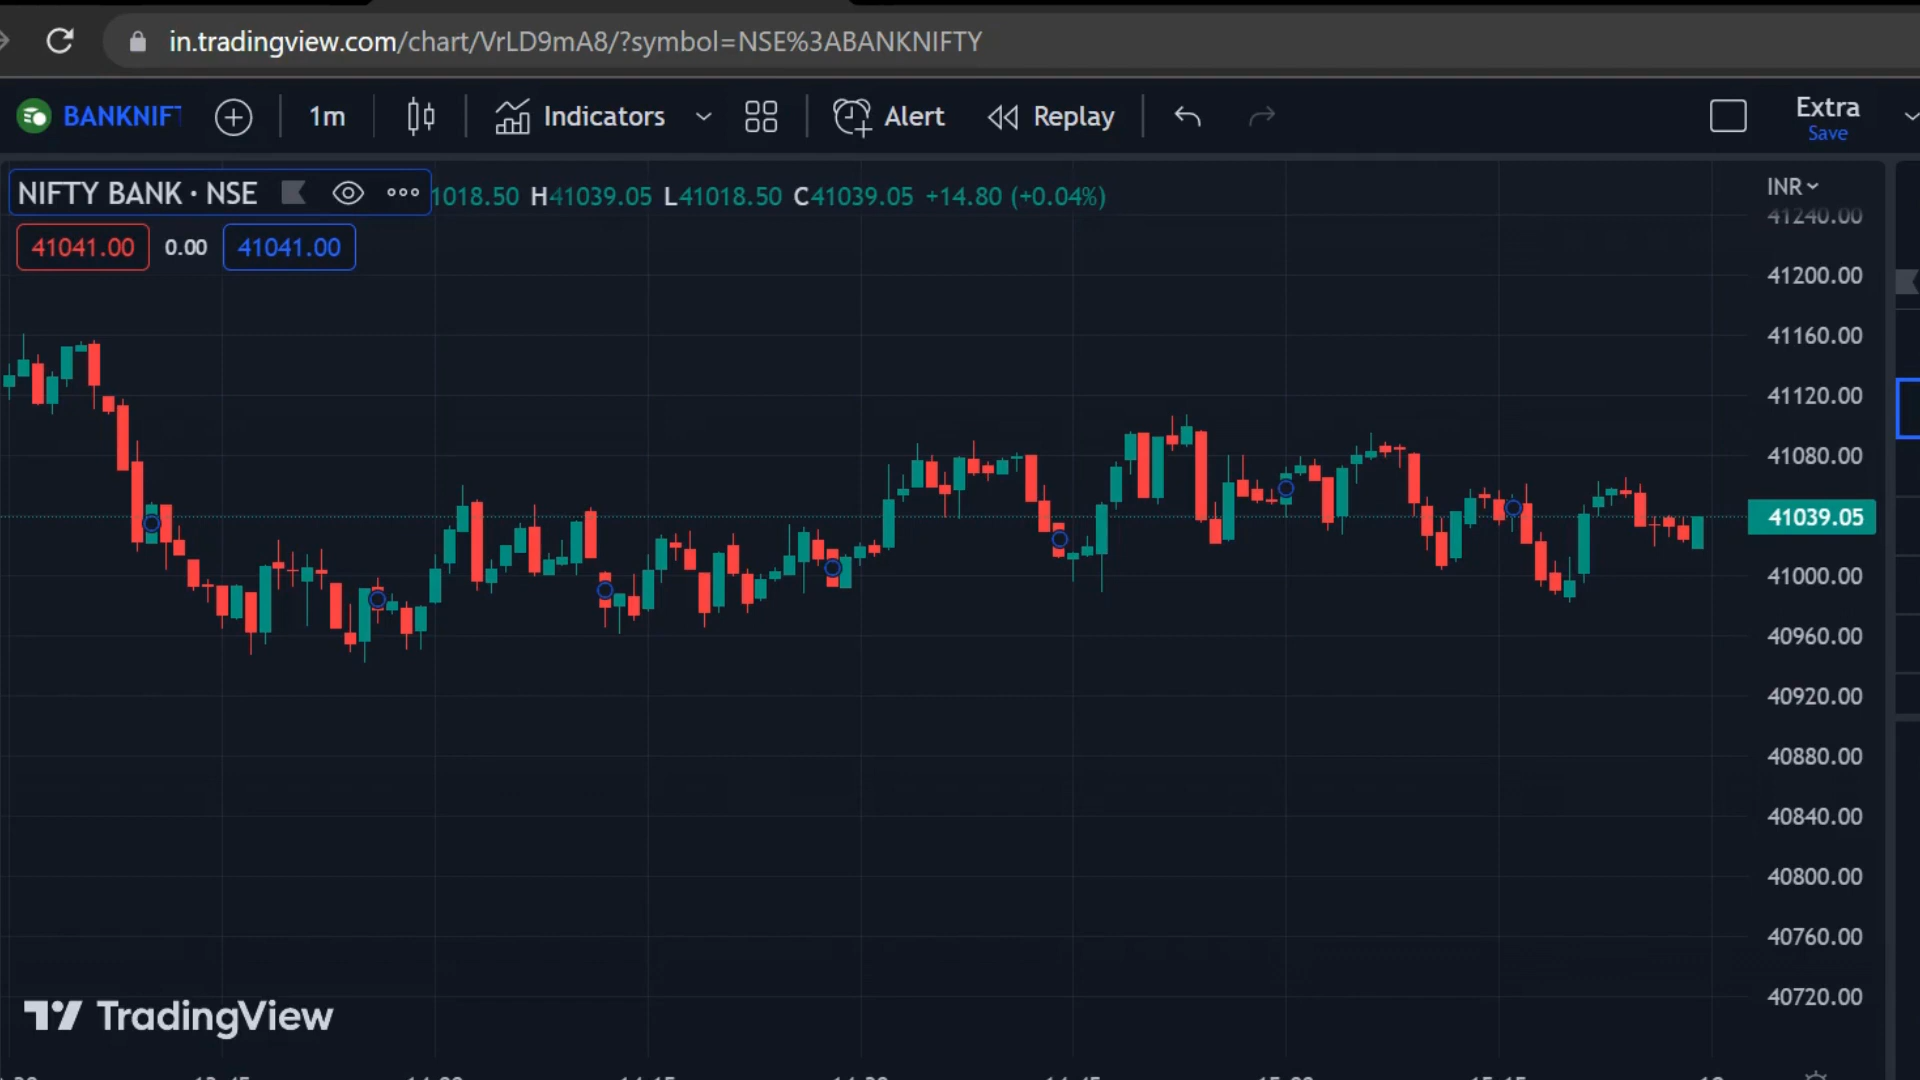 in.tradingview.com/chart/VrLD9mA8/?symbol=NSE%3ABANKNIFTY
BANKNIFT 1m Indicators Alert Replay Extra
Save
NIFTY BANK · NSE 1018.50 H41039.05 L41018.50 C41039.05 +14.80 (+0.04%)
INR
41041.00 0.00 41041.00
41240.00
41200.00
41160.00
41120.00
41080.00
41039.05
41000.00
40960.00
40920.00
40880.00
40840.00
40800.00
40760.00
40720.00
TradingView